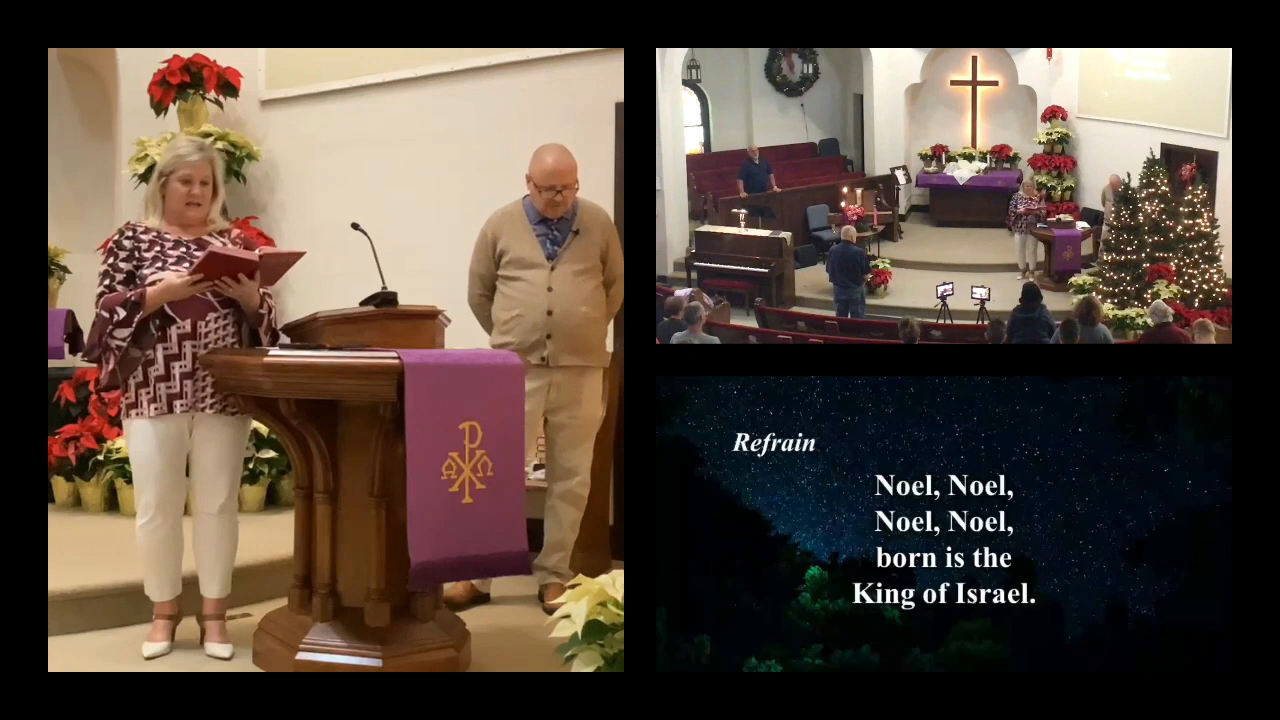 Refrain
Noel, Noel,
Noel, Noel,
born is the
King of Israel.